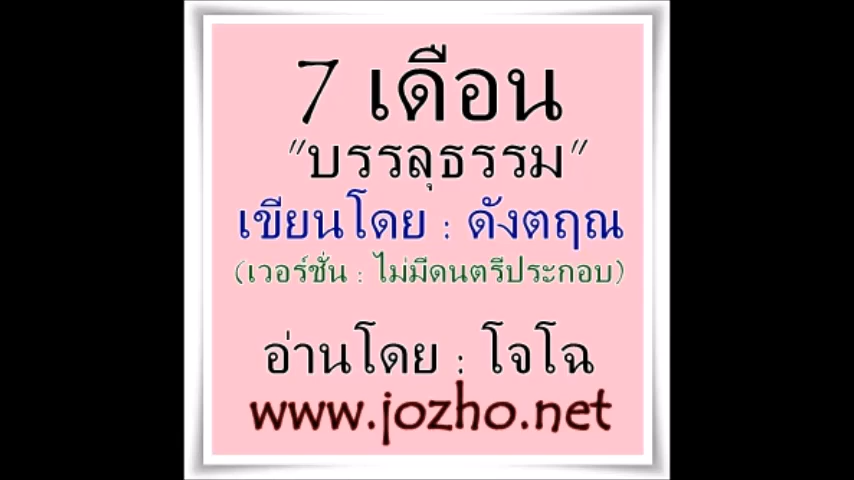 7 เดือน
"บรรลุธรรม"
เขียนโดย : ดังตฤณ
(เวอร์ชั่น : ไม่มีดนตรีประกอบ)
อ่านโดย : โจโฉ
www.jozho.net